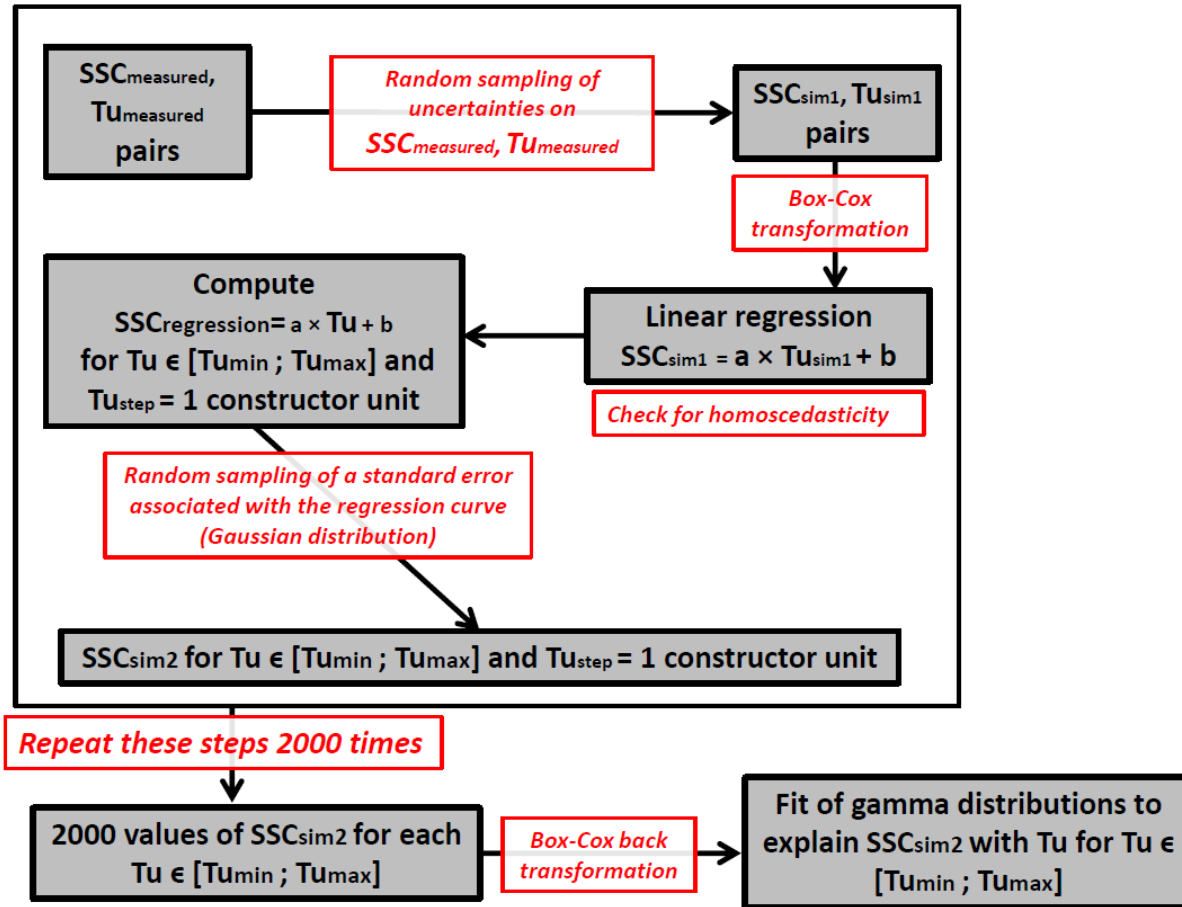 SSCmeasured,
Tumeasured
pairs
Random sampling of
uncertainties on
SSCmeasured, Tumeasured
SSCsim1, Tusim1
pairs
Box-Cox
transformation
Linear regression
SSCsim1 = a × Tusim1 + b
Check for homoscedasticity
Compute
SSCregression= a × Tu + b
for Tu ϵ [Tumin ; Tumax] and
Tustep = 1 constructor unit
Random sampling of a standard error
associated with the regression curve
(Gaussian distribution)
SSCsim2 for Tu ϵ [Tumin ; Tumax] and Tustep = 1 constructor unit
Repeat these steps 2000 times
2000 values of SSCsim2 for each
Tu ϵ [Tumin ; Tumax]
Box-Cox back
transformation
Fit of gamma distributions to
explain SSCsim2 with Tu for Tu ϵ
[Tumin ; Tumax]